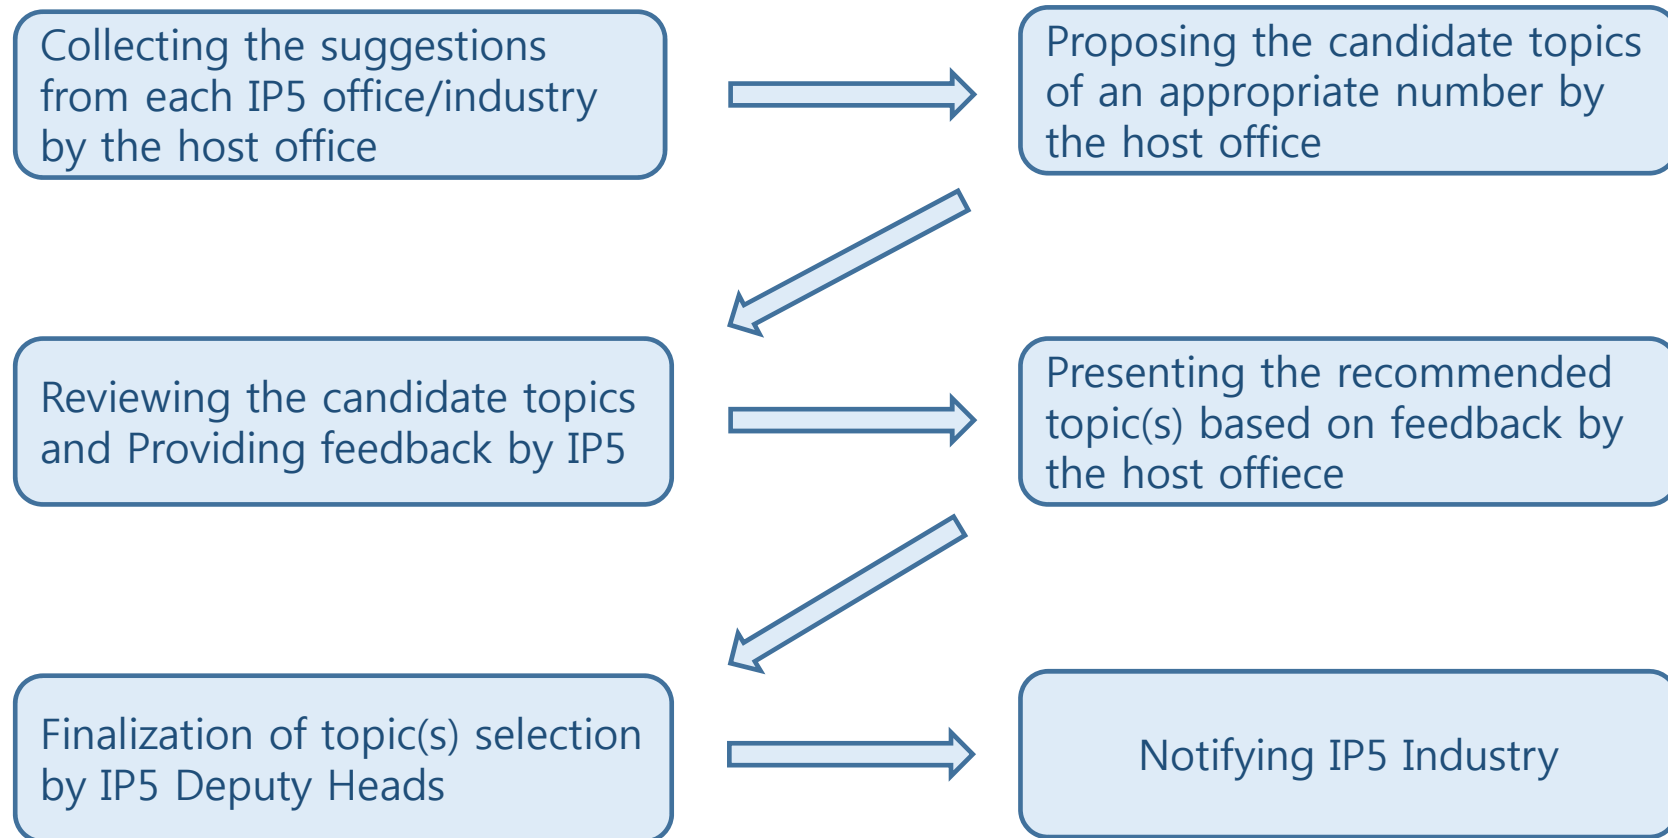 Collecting the suggestions
from each IP5 office/industry
by the host office
Proposing the candidate topics
of an appropriate number by
the host office
Reviewing the candidate topics
and Providing feedback by IP5
Presenting the recommended
topic(s) based on feedback by
the host offiece
Finalization of topic(s) selection
by IP5 Deputy Heads
Notifying IP5 Industry